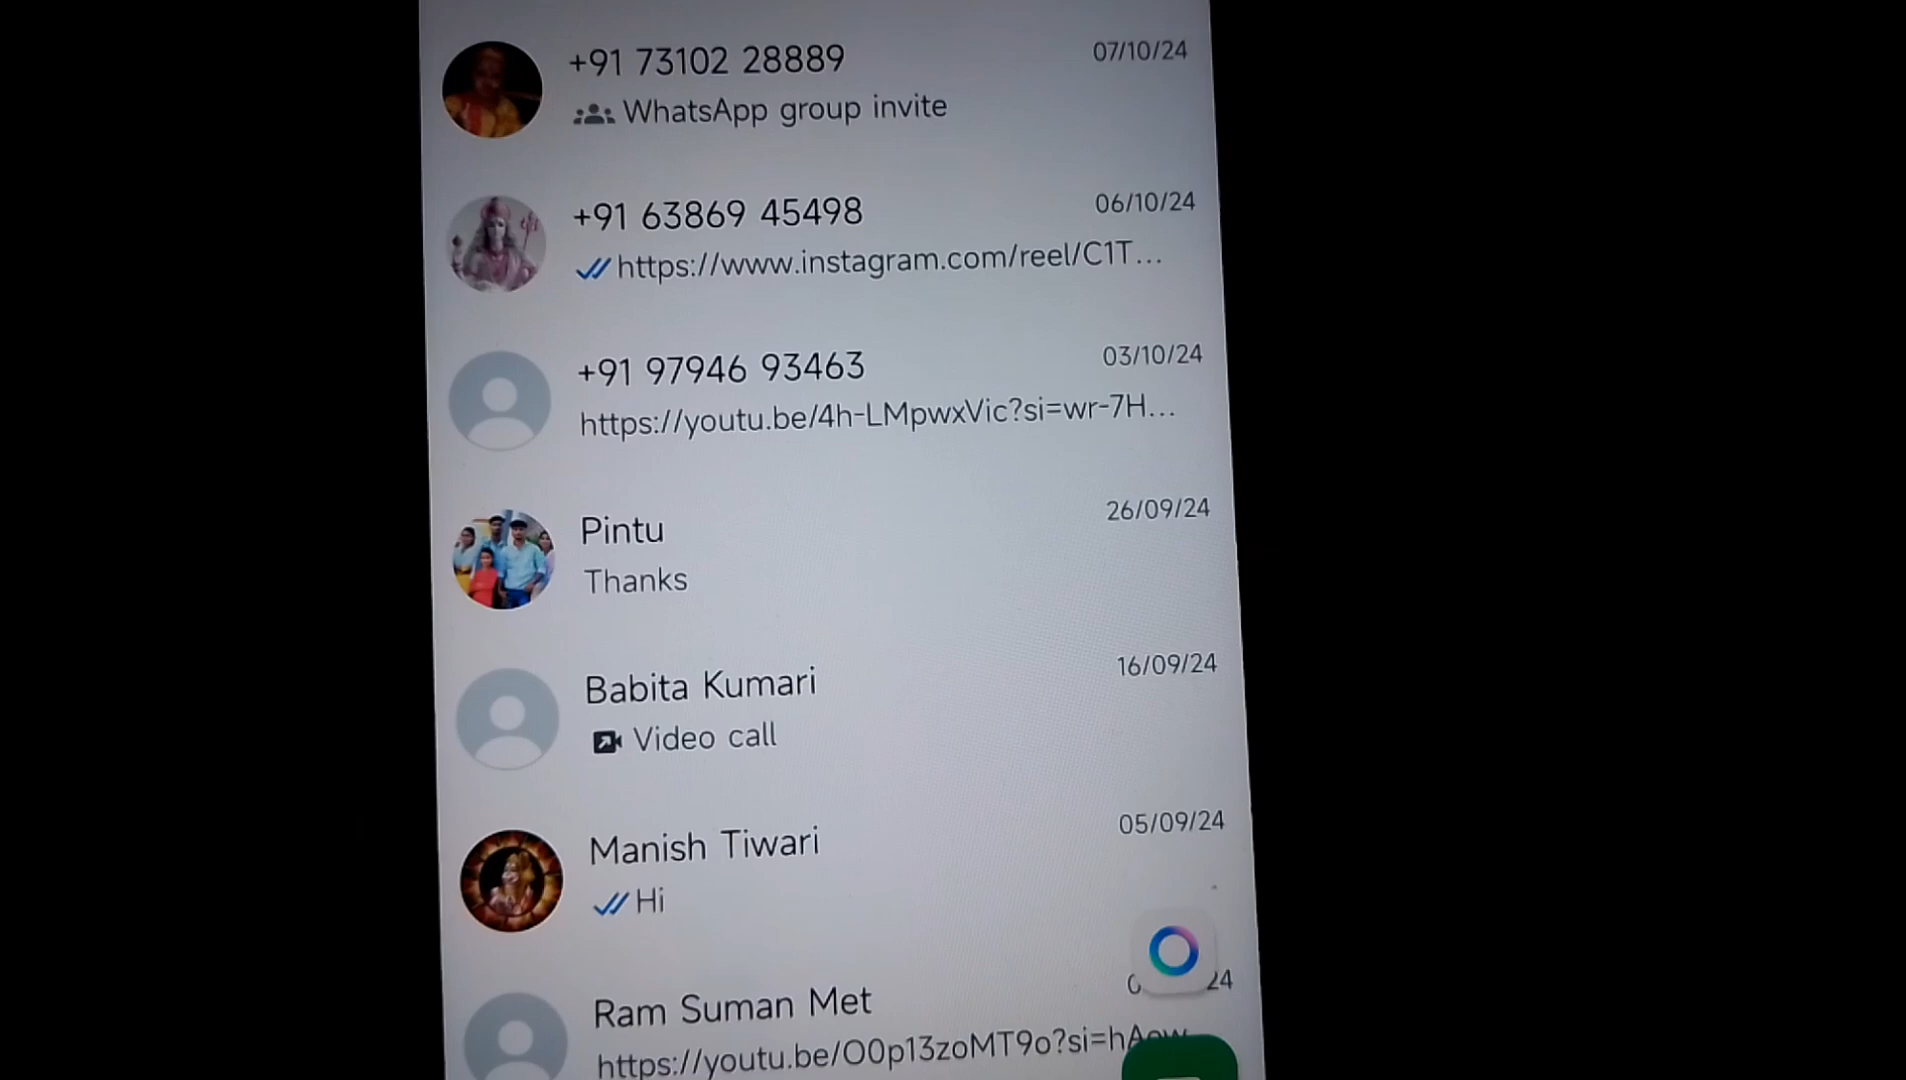 +91 73102 28889
07/10/24
WhatsApp group invite
+91 63869 45498
06/10/24
https://www.instagram.com/reel/C1T...
+91 97946 93463
03/10/24
https://youtu.be/4h-LMpwxVic?si=wr-7H...
Pintu
26/09/24
Thanks
Babita Kumari
16/09/24
Video call
Manish Tiwari
05/09/24
Hi
Ram Suman Met
24
https://youtu.be/O0p13zoMT9o?si=hAow